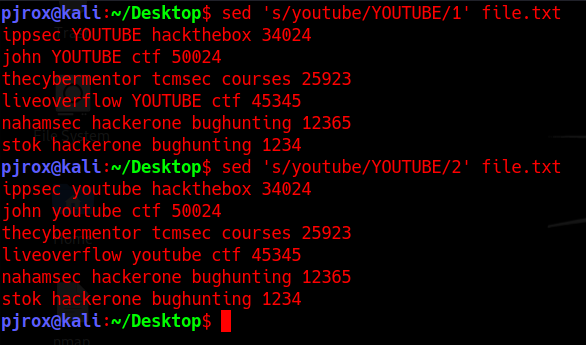 pjrox@kali:~/Desktop$ sed 's/youtube/YOUTUBE/1' file.txt
ippsec YOUTUBE hackthebox 34024
john YOUTUBE ctf 50024
thecybermentor tcmsec courses 25923
liveoverflow YOUTUBE ctf 45345
nahamsec hackerone bughunting 12365
stok hackerone bughunting 1234
pjrox@kali:~/Desktop$ sed 's/youtube/YOUTUBE/2' file.txt
ippsec youtube hackthebox 34024
john youtube ctf 50024
thecybermentor tcmsec courses 25923
liveoverflow youtube ctf 45345
nahamsec hackerone bughunting 12365
stok hackerone bughunting 1234
pjrox@kali:~/Desktop$